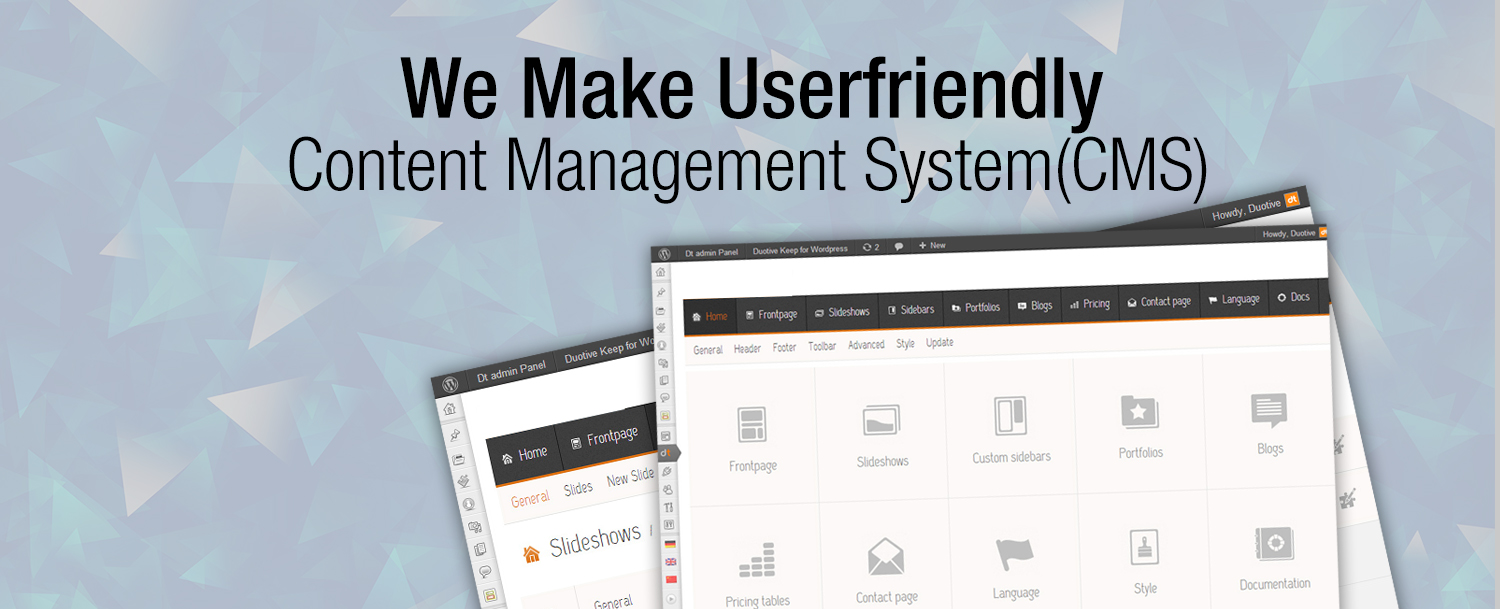 We Make Userfriendly
Content Management System(CMS)
Howdy, Duotive dt
Dt admin Panel Duotive Keep for Wordpress 2 New Howdy, Duotive
Home Frontpage Slideshows Sidebars Portfolios Blogs Pricing Contact page Language Docs
General Header Footer Toolbar Advanced Style Update
Frontpage Slideshows Custom sidebars Portfolios Blogs
Pricing tables Contact page Language Style Documentation
dt
Dt admin Panel Duotive Keep for
Home Frontpage
General Slides New Slide
Slideshows /
General